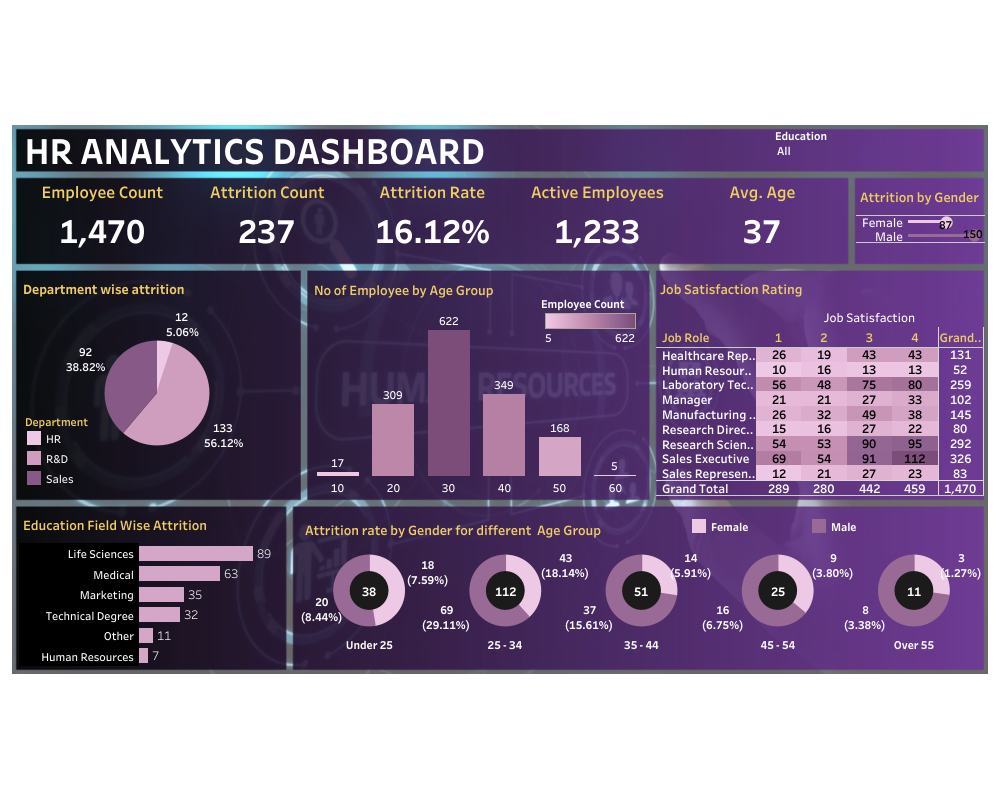 HR ANALYTICS DASHBOARD
Education
All
Employee Count
1,470
Attrition Count
237
Attrition Rate
16.12%
Active Employees
1,233
Avg. Age
37
Attrition by Gender
Female 87
Male 150
Department wise attrition
12
5.06%
92
38.82%
133
56.12%
Department
HR
R&D
Sales
No of Employee by Age Group
Employee Count
5 622
622
349
309
168
17
5
10 20 30 40 50 60
HUMAN RESOURCES
Job Satisfaction Rating
Job Satisfaction
Job Role 1 2 3 4 Grand..
Healthcare Rep.. 26 19 43 43 131
Human Resour.. 10 16 13 13 52
Laboratory Tec.. 56 48 75 80 259
Manager 21 21 27 33 102
Manufacturing .. 26 32 49 38 145
Research Direc.. 15 16 27 22 80
Research Scien.. 54 53 90 95 292
Sales Executive 69 54 91 112 326
Sales Represen.. 12 21 27 23 83
Grand Total 289 280 442 459 1,470
Education Field Wise Attrition
Life Sciences 89
Medical 63
Marketing 35
Technical Degree 32
Other 11
Human Resources 7
Attrition rate by Gender for different  Age Group
Female
Male
18
(7.59%)
20
(8.44%)
38
Under 25
43
(18.14%)
69
(29.11%)
112
25 - 34
14
(5.91%)
37
(15.61%)
51
35 - 44
9
(3.80%)
16
(6.75%)
25
45 - 54
3
(1.27%)
8
(3.38%)
11
Over 55